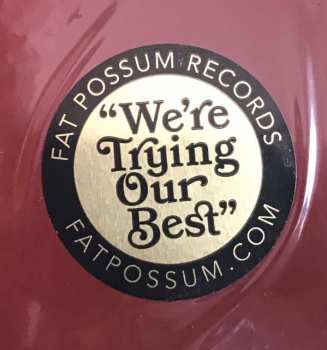 FAT POSSUM RECORDS
“We're
Trying
Our
Best”
FATPOSSUM.COM